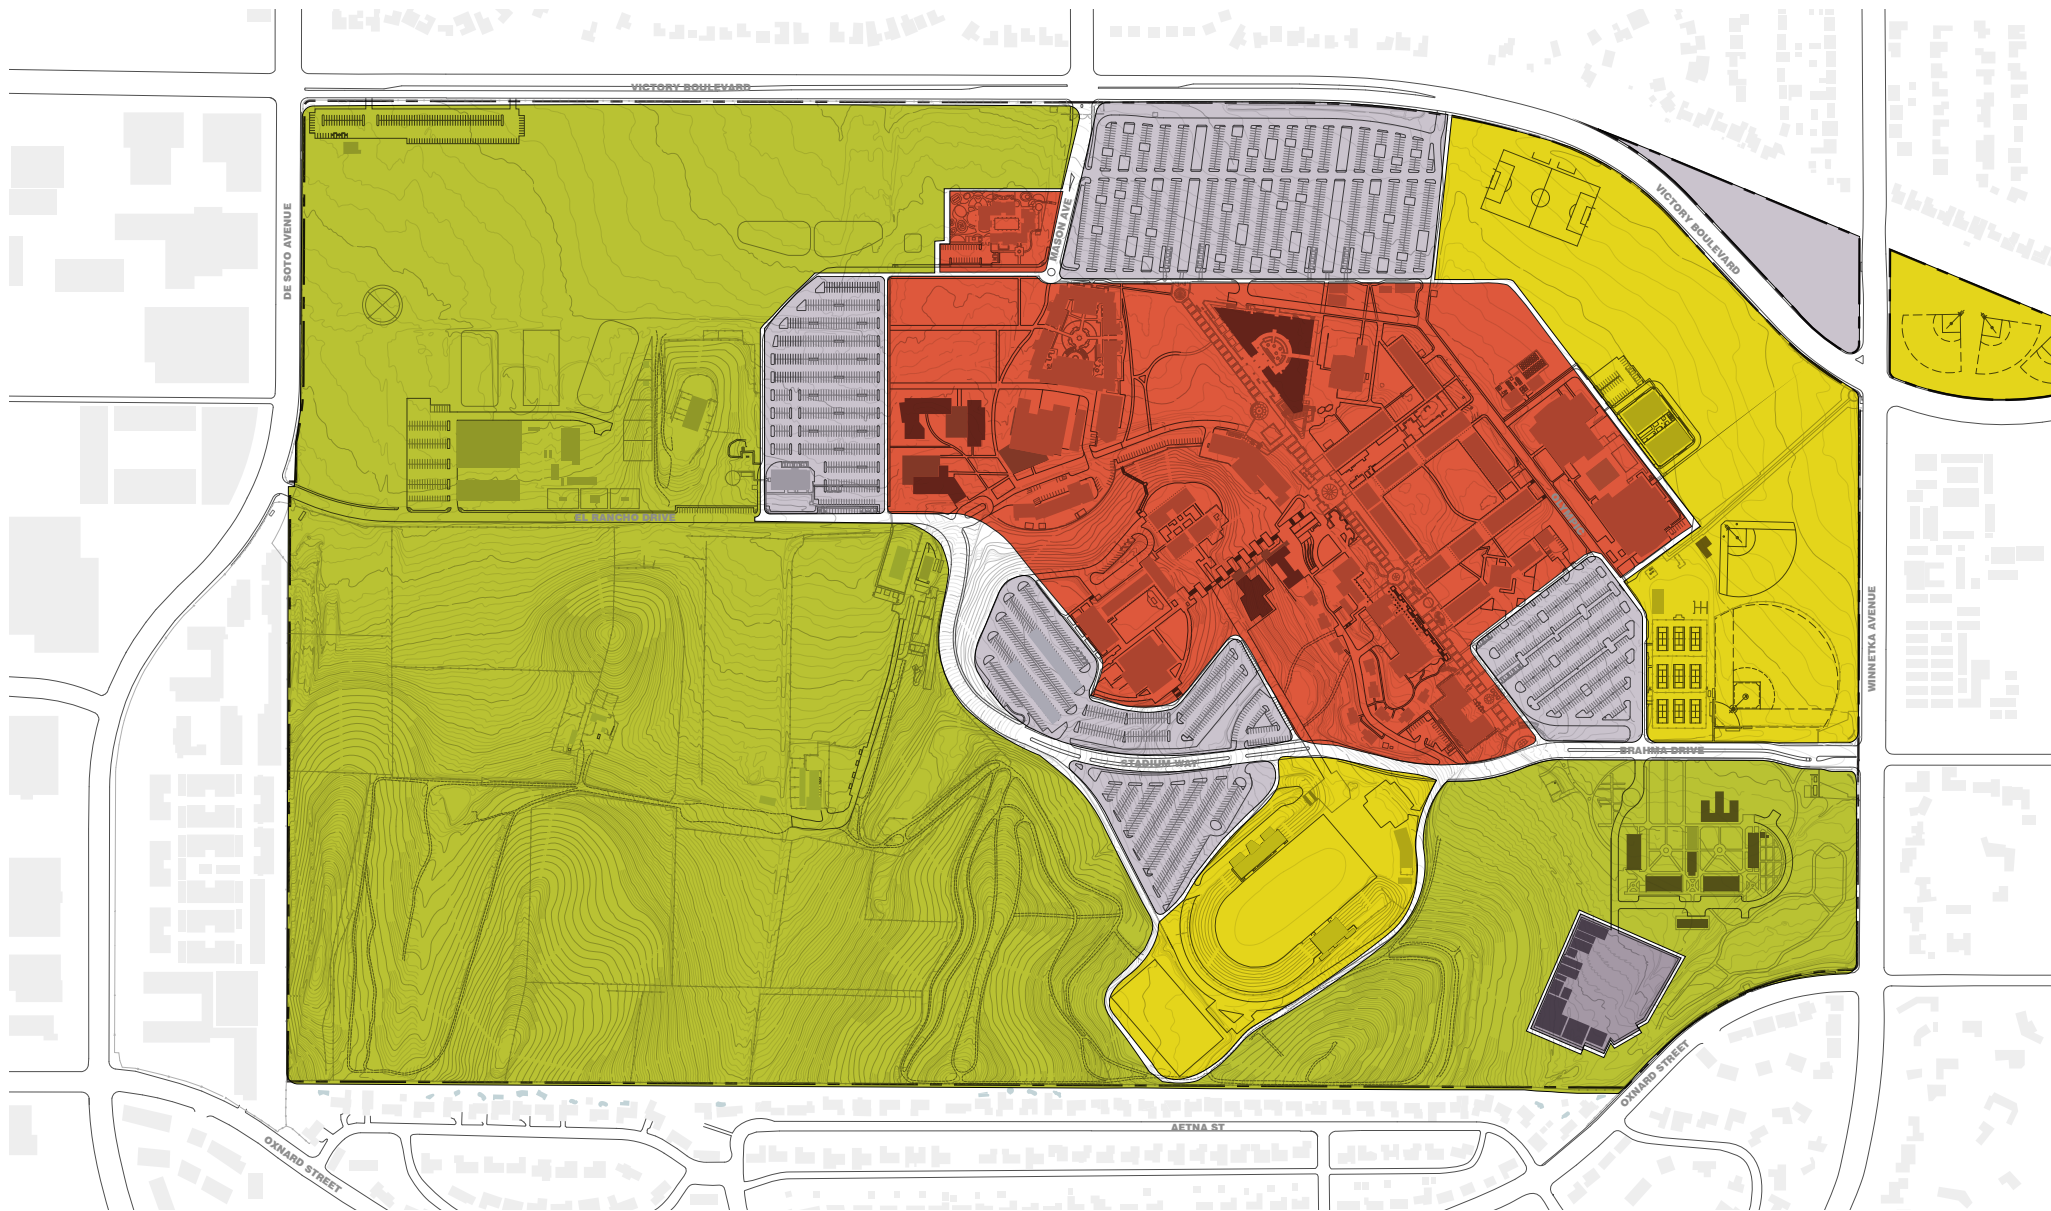 VICTORY BOULEVARD
DE SOTO AVENUE
MASON AVE
VICTORY BOULEVARD
EL RANCHO DRIVE
WINNETKA AVENUE
STADIUM WAY
BRAHMA DRIVE
OXNARD STREET
AETNA ST
OXNARD STREET